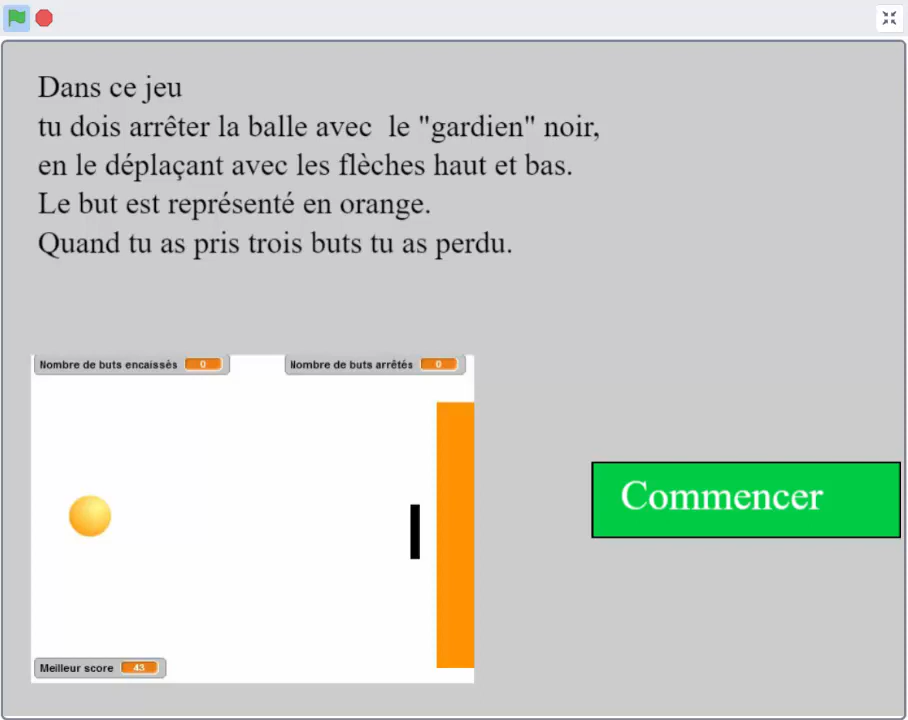 Dans ce jeu
tu dois arrêter la balle avec  le "gardien" noir,
en le déplaçant avec les flèches haut et bas.
Le but est représenté en orange.
Quand tu as pris trois buts tu as perdu.
Nombre de buts encaissès 0
Nombre de buts arrêtés 0
Commencer
Meilleur score 43